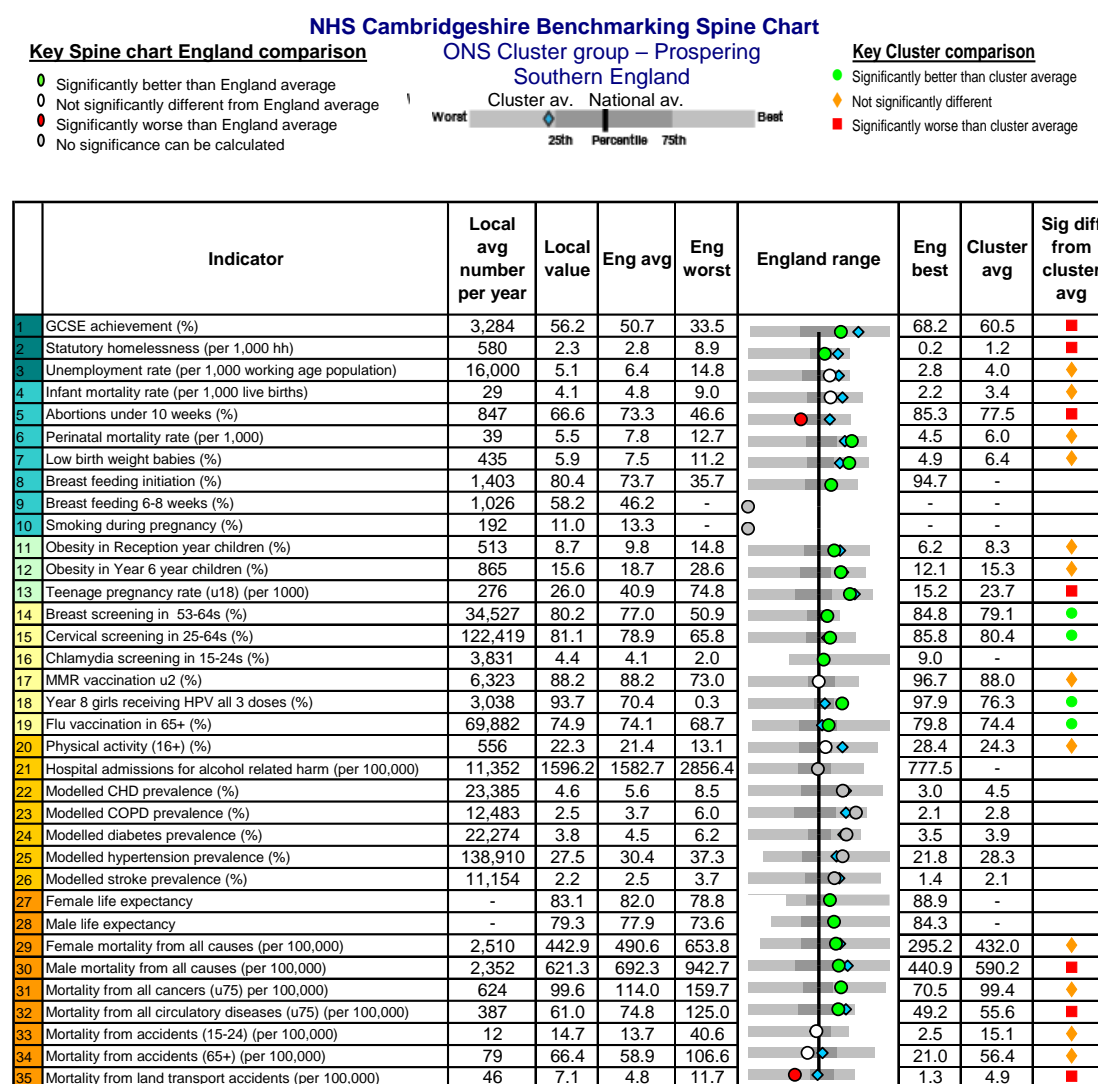 NHS Cambridgeshire Benchmarking Spine Chart
Key Spine chart England comparison
Significantly better than England average
Not significantly different from England average
Significantly worse than England average
No significance can be calculated
ONS Cluster group – Prospering
Southern England
Cluster av. National av.
Worst Best
25th Percentile 75th
Key Cluster comparison
Significantly better than cluster average
Not significantly different
Significantly worse than cluster average
Indicator Local avg number per year Local value Eng avg Eng worst England range Eng best Cluster avg Sig diff from cluster avg
1 GCSE achievement (%) 3,284 56.2 50.7 33.5 68.2 60.5
2 Statutory homelessness (per 1,000 hh) 580 2.3 2.8 8.9 0.2 1.2
3 Unemployment rate (per 1,000 working age population) 16,000 5.1 6.4 14.8 2.8 4.0
4 Infant mortality rate (per 1,000 live births) 29 4.1 4.8 9.0 2.2 3.4
5 Abortions under 10 weeks (%) 847 66.6 73.3 46.6 85.3 77.5
6 Perinatal mortality rate (per 1,000) 39 5.5 7.8 12.7 4.5 6.0
7 Low birth weight babies (%) 435 5.9 7.5 11.2 4.9 6.4
8 Breast feeding initiation (%) 1,403 80.4 73.7 35.7 94.7 -
9 Breast feeding 6-8 weeks (%) 1,026 58.2 46.2 - - -
10 Smoking during pregnancy (%) 192 11.0 13.3 - - -
11 Obesity in Reception year children (%) 513 8.7 9.8 14.8 6.2 8.3
12 Obesity in Year 6 year children (%) 865 15.6 18.7 28.6 12.1 15.3
13 Teenage pregnancy rate (u18) (per 1000) 276 26.0 40.9 74.8 15.2 23.7
14 Breast screening in 53-64s (%) 34,527 80.2 77.0 50.9 84.8 79.1
15 Cervical screening in 25-64s (%) 122,419 81.1 78.9 65.8 85.8 80.4
16 Chlamydia screening in 15-24s (%) 3,831 4.4 4.1 2.0 9.0 -
17 MMR vaccination u2 (%) 6,323 88.2 88.2 73.0 96.7 88.0
18 Year 8 girls receiving HPV all 3 doses (%) 3,038 93.7 70.4 0.3 97.9 76.3
19 Flu vaccination in 65+ (%) 69,882 74.9 74.1 68.7 79.8 74.4
20 Physical activity (16+) (%) 556 22.3 21.4 13.1 28.4 24.3
21 Hospital admissions for alcohol related harm (per 100,000) 11,352 1596.2 1582.7 2856.4 777.5 -
22 Modelled CHD prevalence (%) 23,385 4.6 5.6 8.5 3.0 4.5
23 Modelled COPD prevalence (%) 12,483 2.5 3.7 6.0 2.1 2.8
24 Modelled diabetes prevalence (%) 22,274 3.8 4.5 6.2 3.5 3.9
25 Modelled hypertension prevalence (%) 138,910 27.5 30.4 37.3 21.8 28.3
26 Modelled stroke prevalence (%) 11,154 2.2 2.5 3.7 1.4 2.1
27 Female life expectancy - 83.1 82.0 78.8 88.9 -
28 Male life expectancy - 79.3 77.9 73.6 84.3 -
29 Female mortality from all causes (per 100,000) 2,510 442.9 490.6 653.8 295.2 432.0
30 Male mortality from all causes (per 100,000) 2,352 621.3 692.3 942.7 440.9 590.2
31 Mortality from all cancers (u75) per 100,000) 624 99.6 114.0 159.7 70.5 99.4
32 Mortality from all circulatory diseases (u75) (per 100,000) 387 61.0 74.8 125.0 49.2 55.6
33 Mortality from accidents (15-24) (per 100,000) 12 14.7 13.7 40.6 2.5 15.1
34 Mortality from accidents (65+) (per 100,000) 79 66.4 58.9 106.6 21.0 56.4
35 Mortality from land transport accidents (per 100,000) 46 7.1 4.8 11.7 1.3 4.9